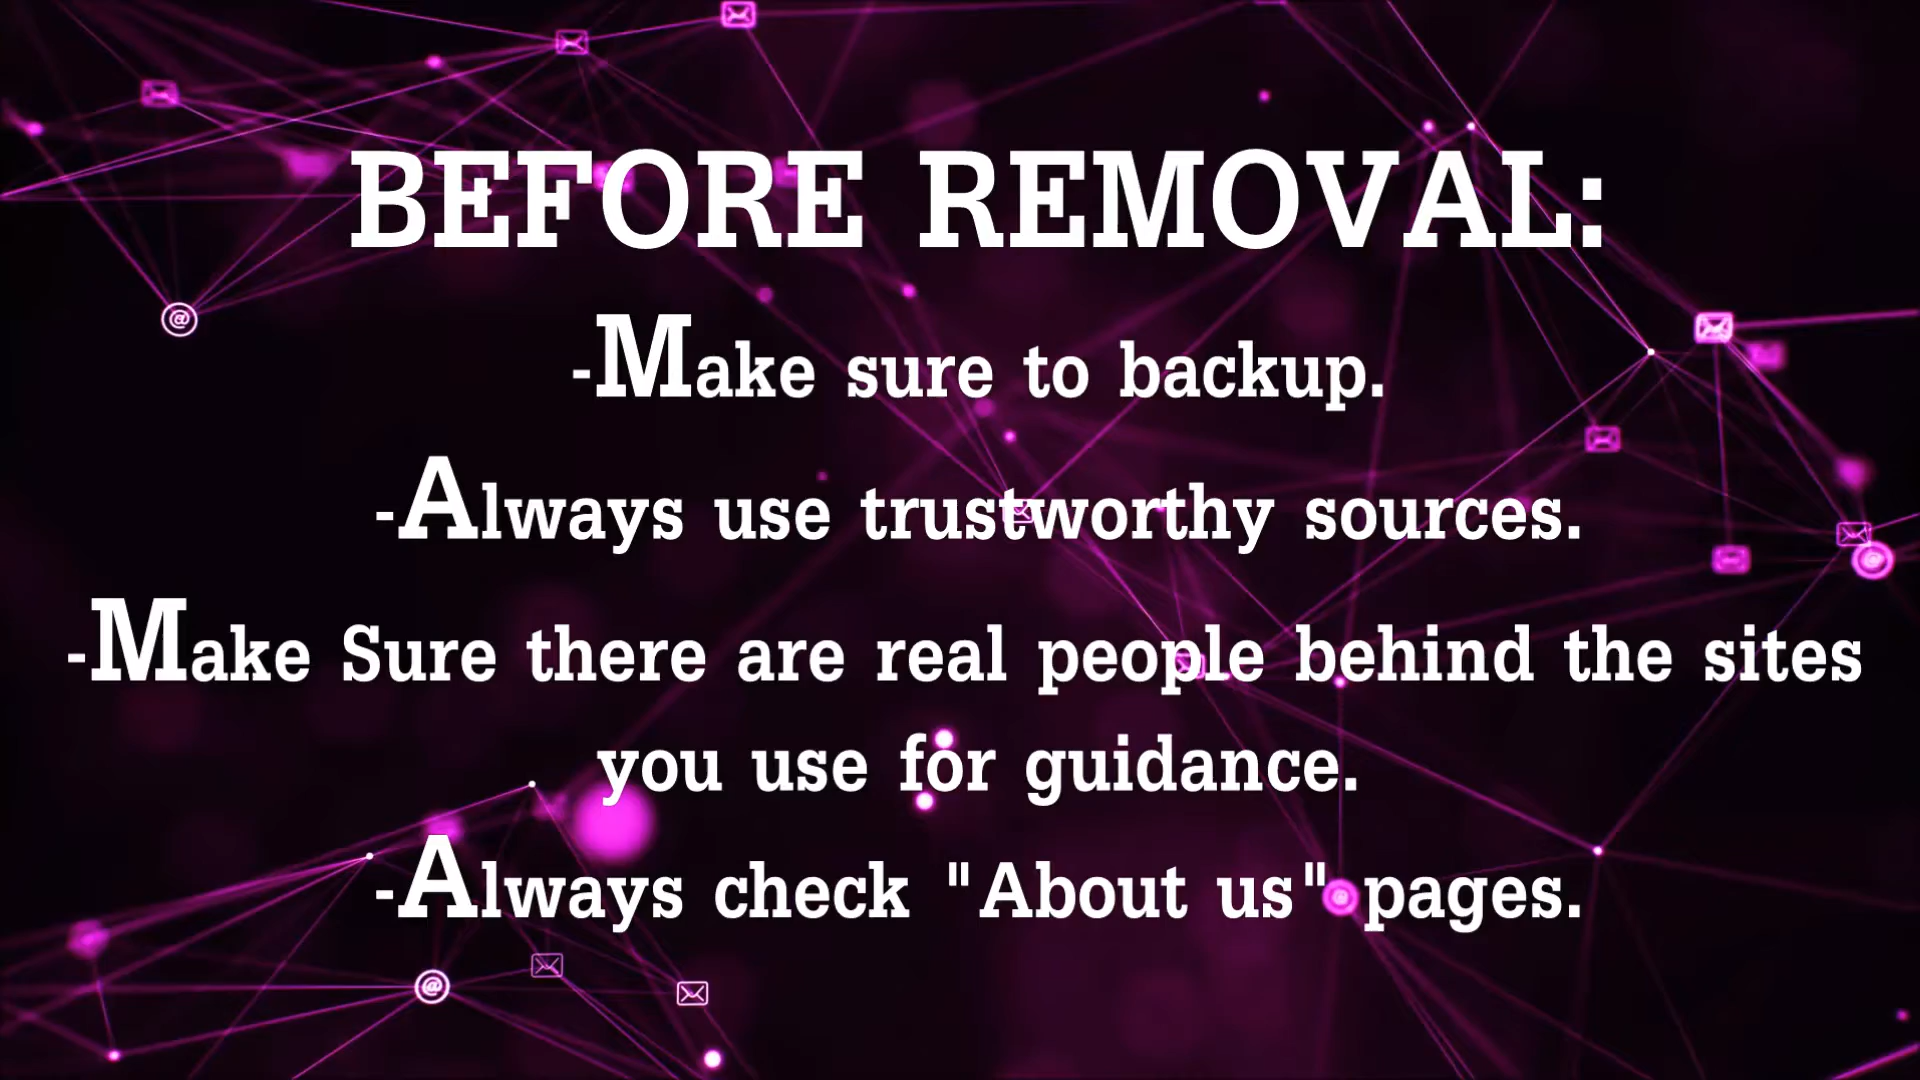 BEFORE REMOVAL:
-Make sure to backup.
-Always use trustworthy sources.
-Make Sure there are real people behind the sites
you use for guidance.
-Always check "About us" pages.